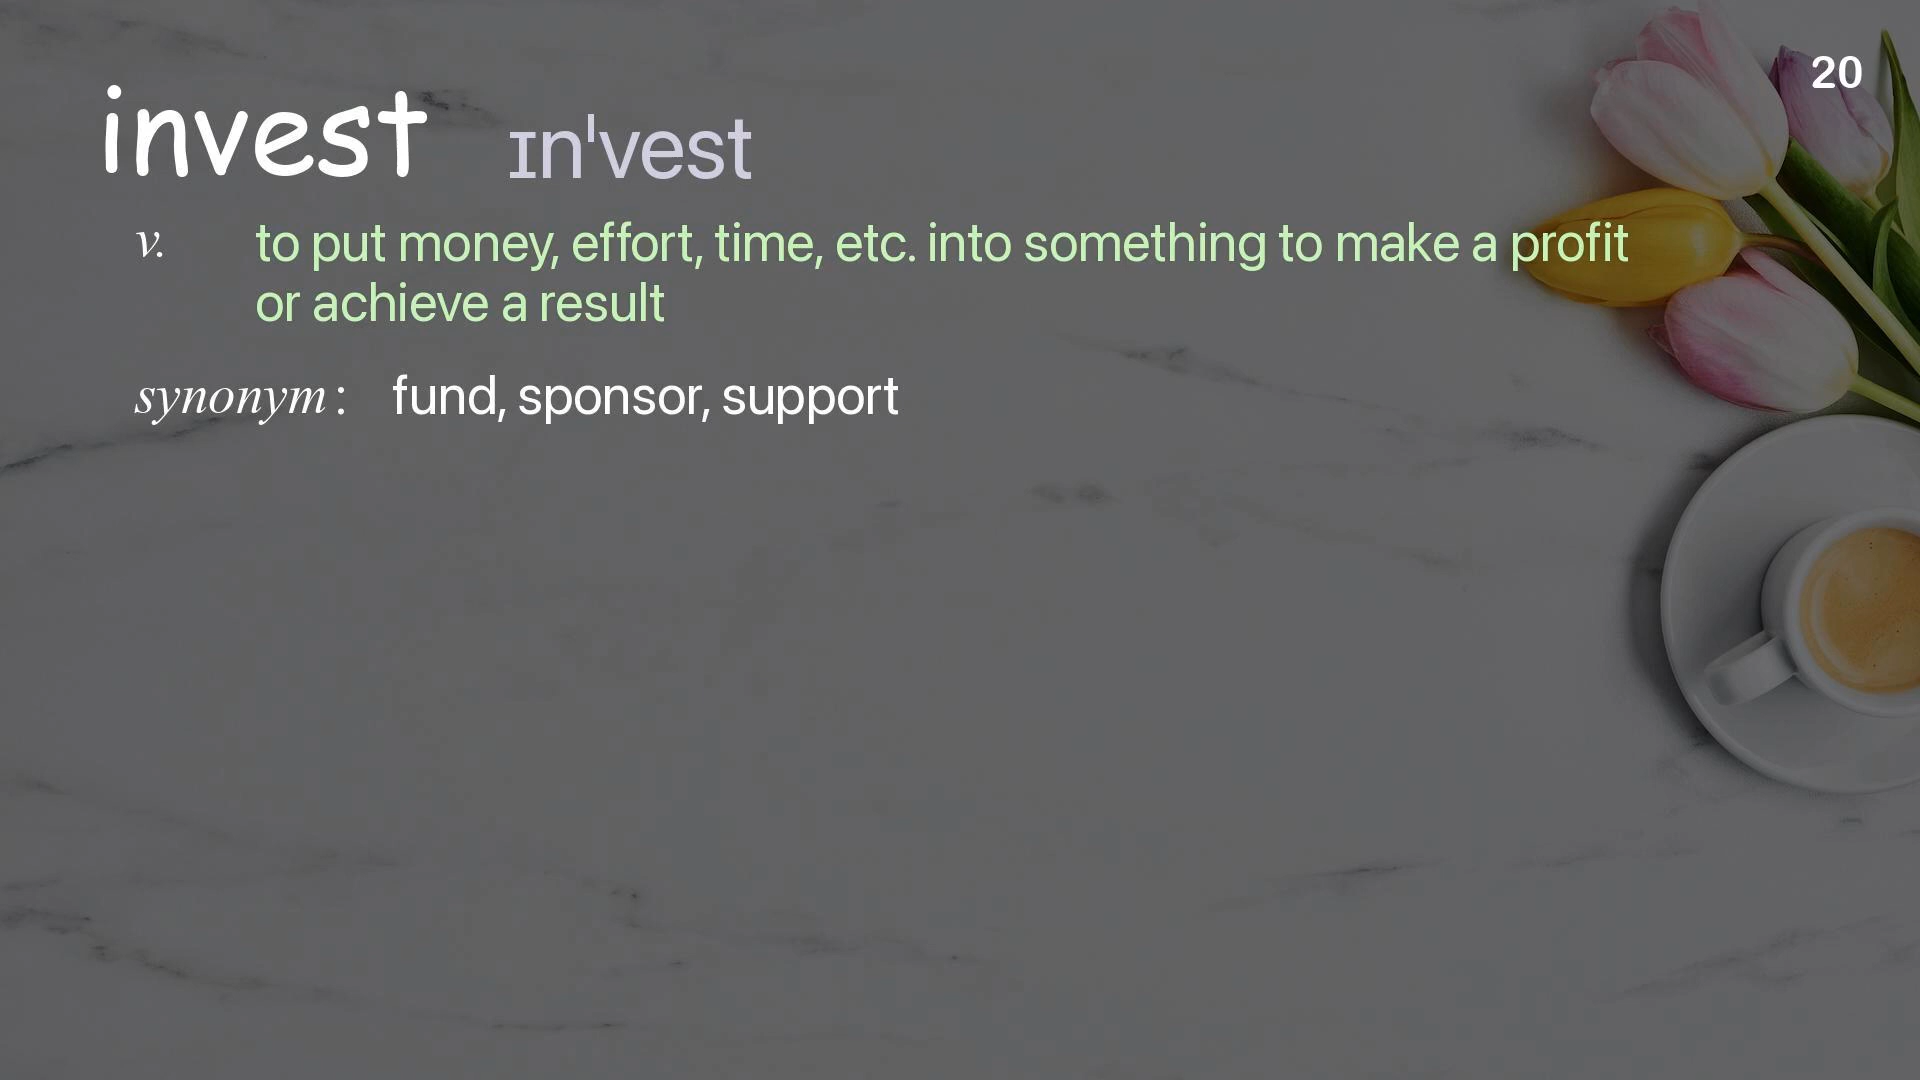 20
invest ɪnˈvest
v. to put money, effort, time, etc. into something to make a profit
or achieve a result
synonym : fund, sponsor, support